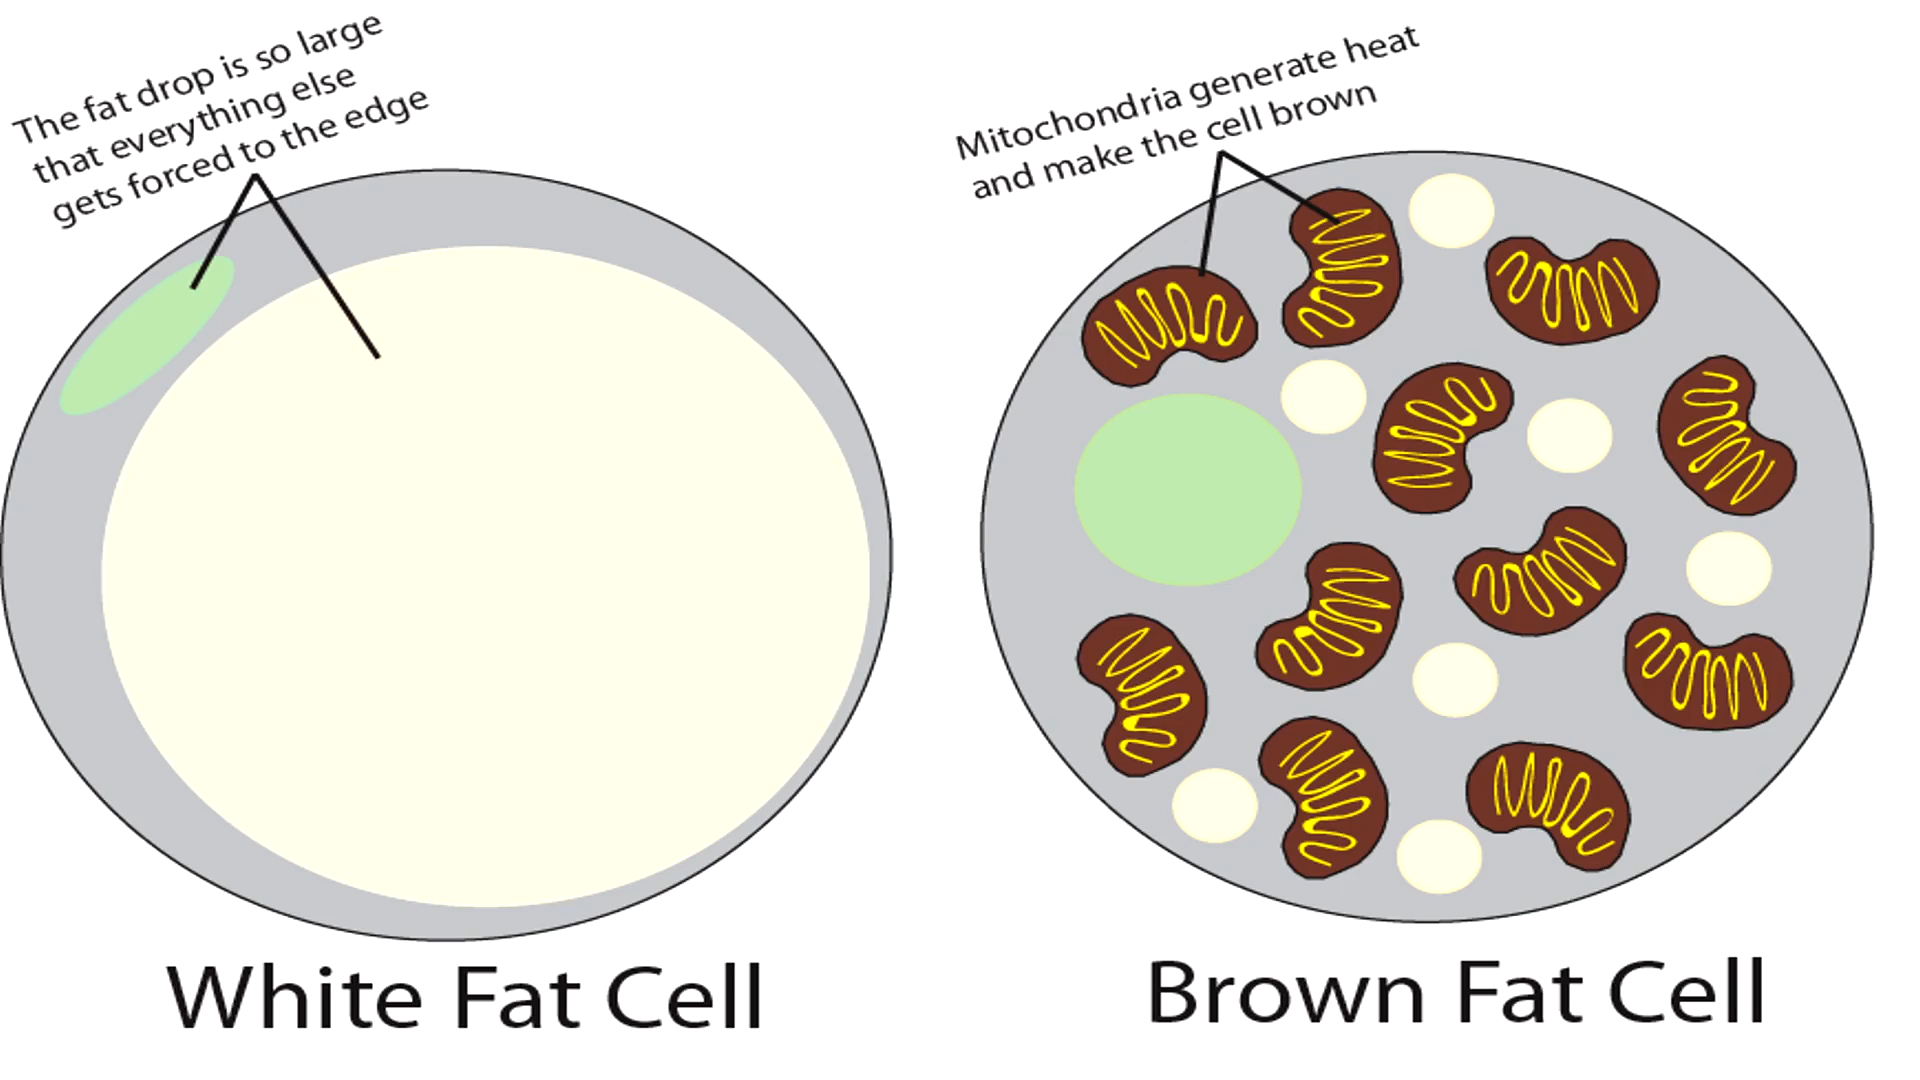 The fat drop is so large
that everything else
gets forced to the edge
Mitochondria generate heat
and make the cell brown
White Fat Cell
Brown Fat Cell